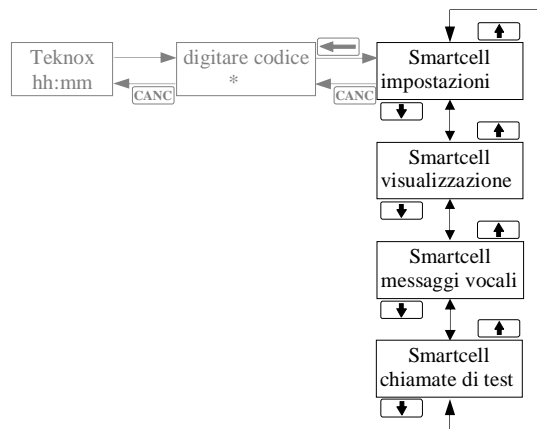 Teknox
hh:mm
CANC
digitare codice
*
CANC
Smartcell
impostazioni
Smartcell
visualizzazione
Smartcell
messaggi vocali
Smartcell
chiamate di test